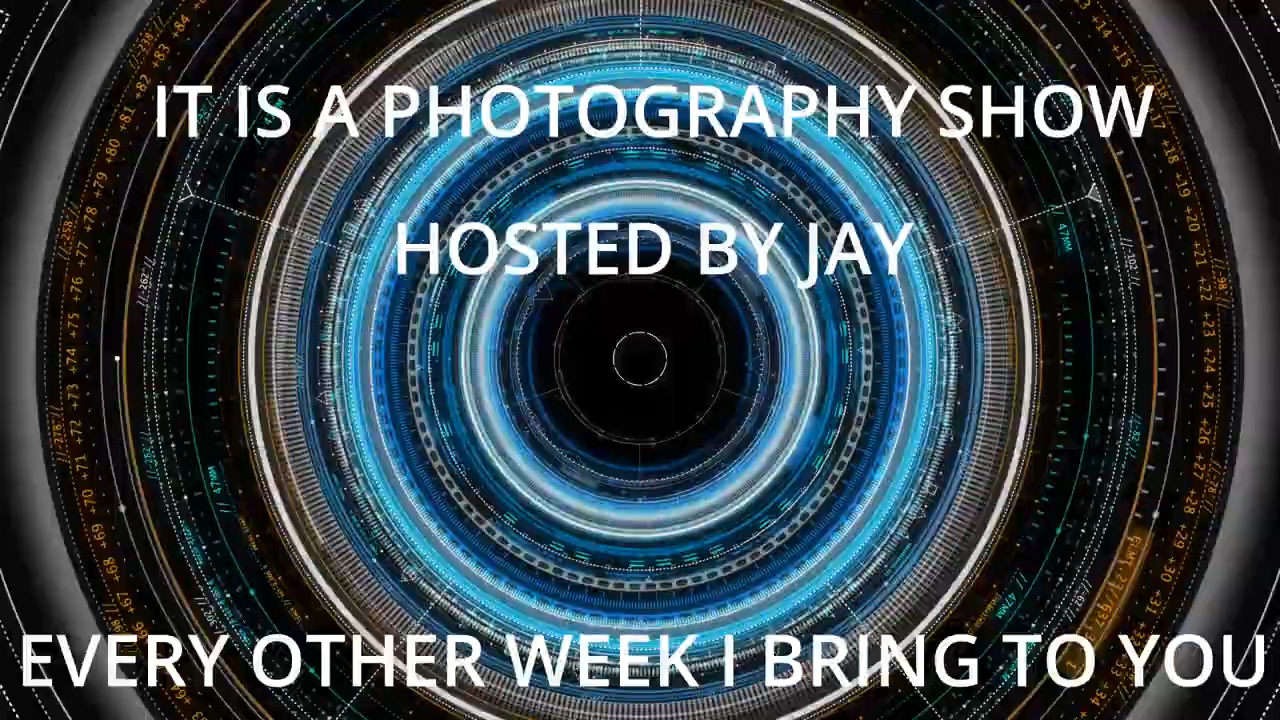 IT IS A PHOTOGRAPHY SHOW
HOSTED BY JAY
EVERY OTHER WEEK I BRING TO YOU